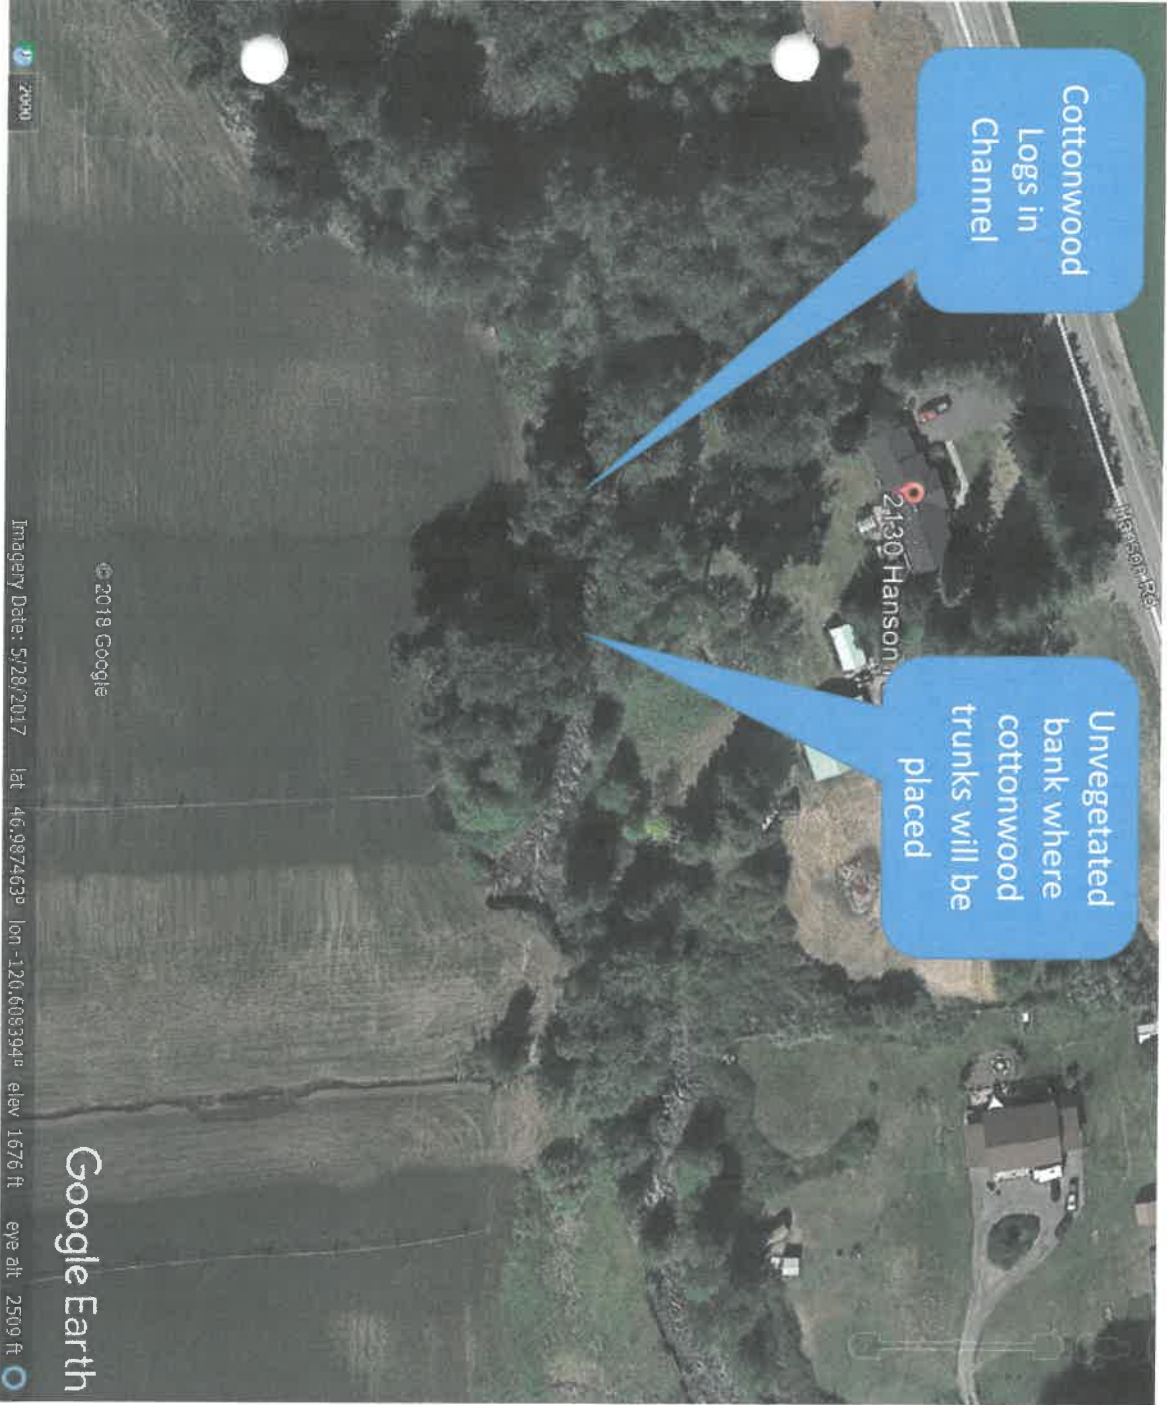 Cottonwood
Logs in
Channel
Unvegetated
bank where
cottonwood
trunks will be
placed
Hanson Rd
2130 Hanson
© 2018 Google
Google Earth
2000
Imagery Date: 5/28/2017 lat 46.987463° lon -120.608394° elev 1676 ft eye alt 2509 ft